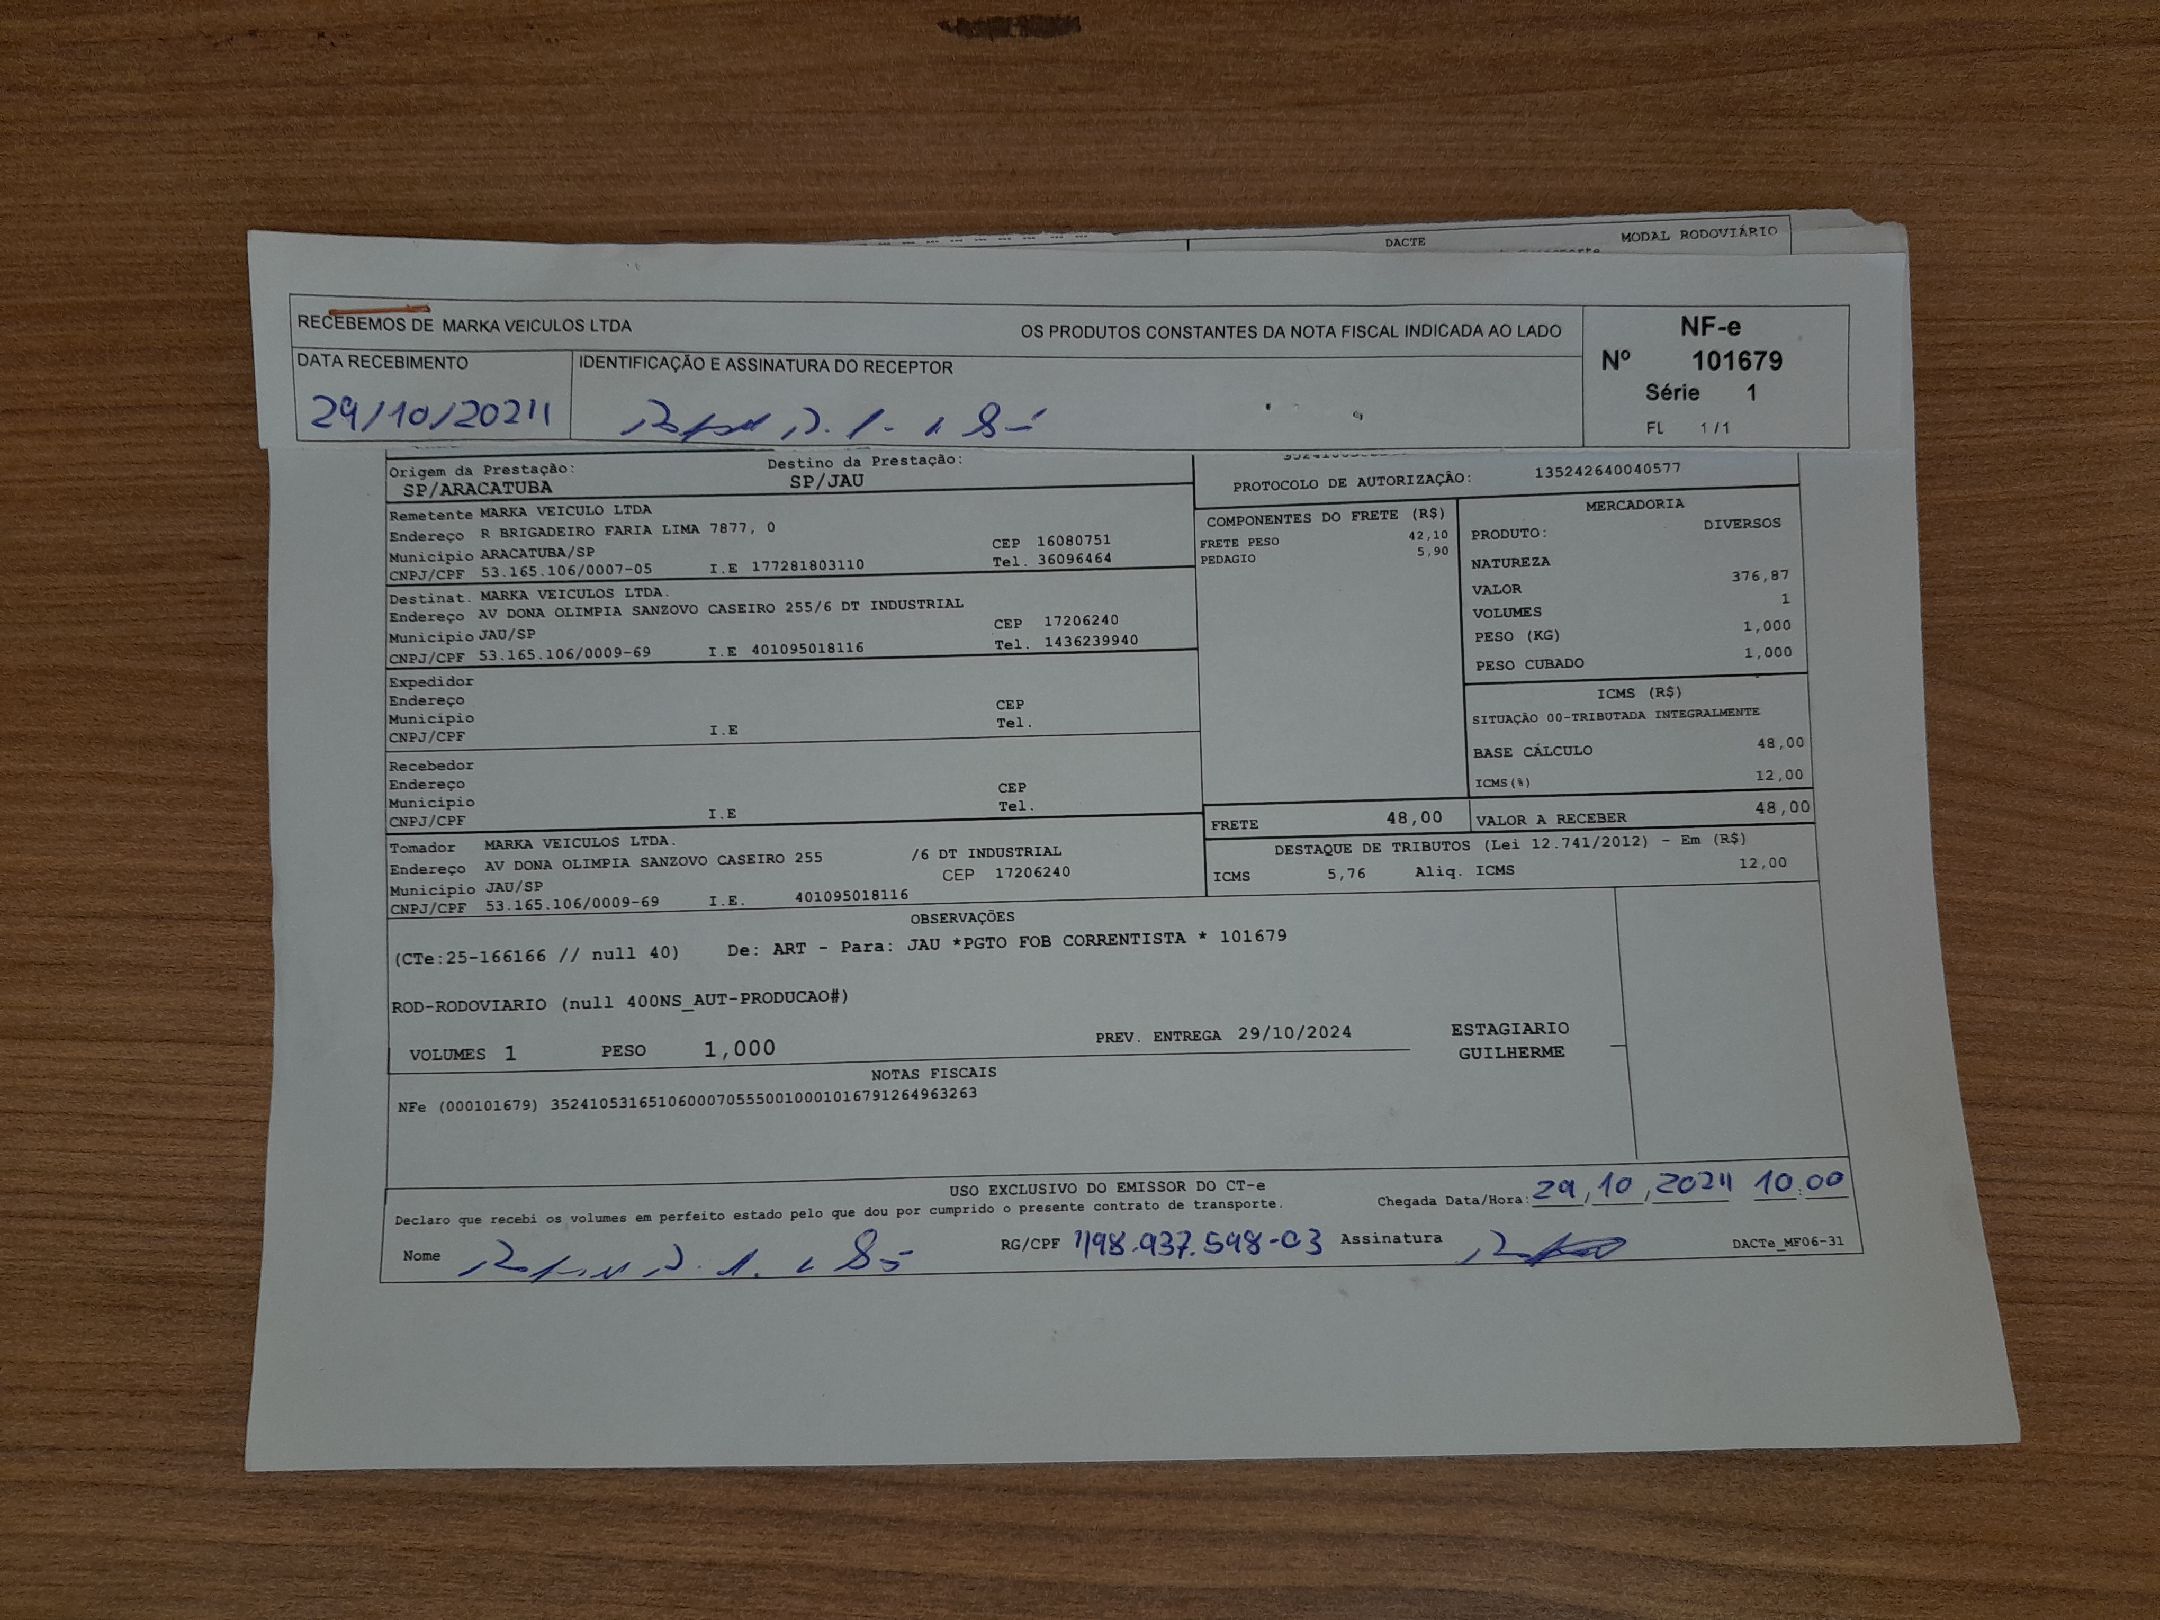 DACTE MODAL RODOVIÁRIO
RECEBEMOS DE MARKA VEICULOS LTDA OS PRODUTOS CONSTANTES DA NOTA FISCAL INDICADA AO LADO
NF-e
Nº 101679
Série 1
FL 1/1
DATA RECEBIMENTO
29/10/2024
IDENTIFICAÇÃO E ASSINATURA DO RECEPTOR
Origem da Prestação: Destino da Prestação:
SP/ARACATUBA SP/JAU
PROTOCOLO DE AUTORIZAÇÃO: 135242640040577
Remetente MARKA VEICULO LTDA
Endereço R BRIGADEIRO FARIA LIMA 7877, 0
Município ARACATUBA/SP CEP 16080751
CNPJ/CPF 53.165.106/0007-05 I.E 177281803110 Tel. 36096464
Destinat. MARKA VEICULOS LTDA.
Endereço AV DONA OLIMPIA SANZOVO CASEIRO 255/6 DT INDUSTRIAL
Município JAU/SP CEP 17206240
CNPJ/CPF 53.165.106/0009-69 I.E 401095018116 Tel. 1436239940
Expedidor
Endereço
Município CEP
CNPJ/CPF I.E Tel.
Recebedor
Endereço
Município CEP
CNPJ/CPF I.E Tel.
Tomador MARKA VEICULOS LTDA.
Endereço AV DONA OLIMPIA SANZOVO CASEIRO 255 /6 DT INDUSTRIAL
Município JAU/SP CEP 17206240
CNPJ/CPF 53.165.106/0009-69 I.E. 401095018116
COMPONENTES DO FRETE (R$)
FRETE PESO 42,10
PEDAGIO 5,90
MERCADORIA
PRODUTO: DIVERSOS
NATUREZA
VALOR 376,87
VOLUMES 1
PESO (KG) 1,000
PESO CUBADO 1,000
ICMS (R$)
SITUAÇÃO 00-TRIBUTADA INTEGRALMENTE
BASE CÁLCULO 48,00
ICMS(%) 12,00
FRETE 48,00 VALOR A RECEBER 48,00
DESTAQUE DE TRIBUTOS (Lei 12.741/2012) - Em (R$)
ICMS 5,76 Aliq. ICMS 12,00
OBSERVAÇÕES
(CTe:25-166166 // null 40) De: ART - Para: JAU *PGTO FOB CORRENTISTA * 101679
ROD-RODOVIARIO (null 400NS_AUT-PRODUCAO#)
VOLUMES 1 PESO 1,000 PREV. ENTREGA 29/10/2024
ESTAGIARIO
GUILHERME
NOTAS FISCAIS
NFe (000101679) 35241053165106000705550010001016791264963263
USO EXCLUSIVO DO EMISSOR DO CT-e
Declaro que recebi os volumes em perfeito estado pelo que dou por cumprido o presente contrato de transporte.
Chegada Data/Hora: 29,10,2024 10:00
Nome RG/CPF 498.937.598-03 Assinatura
DACTe_MF06-31